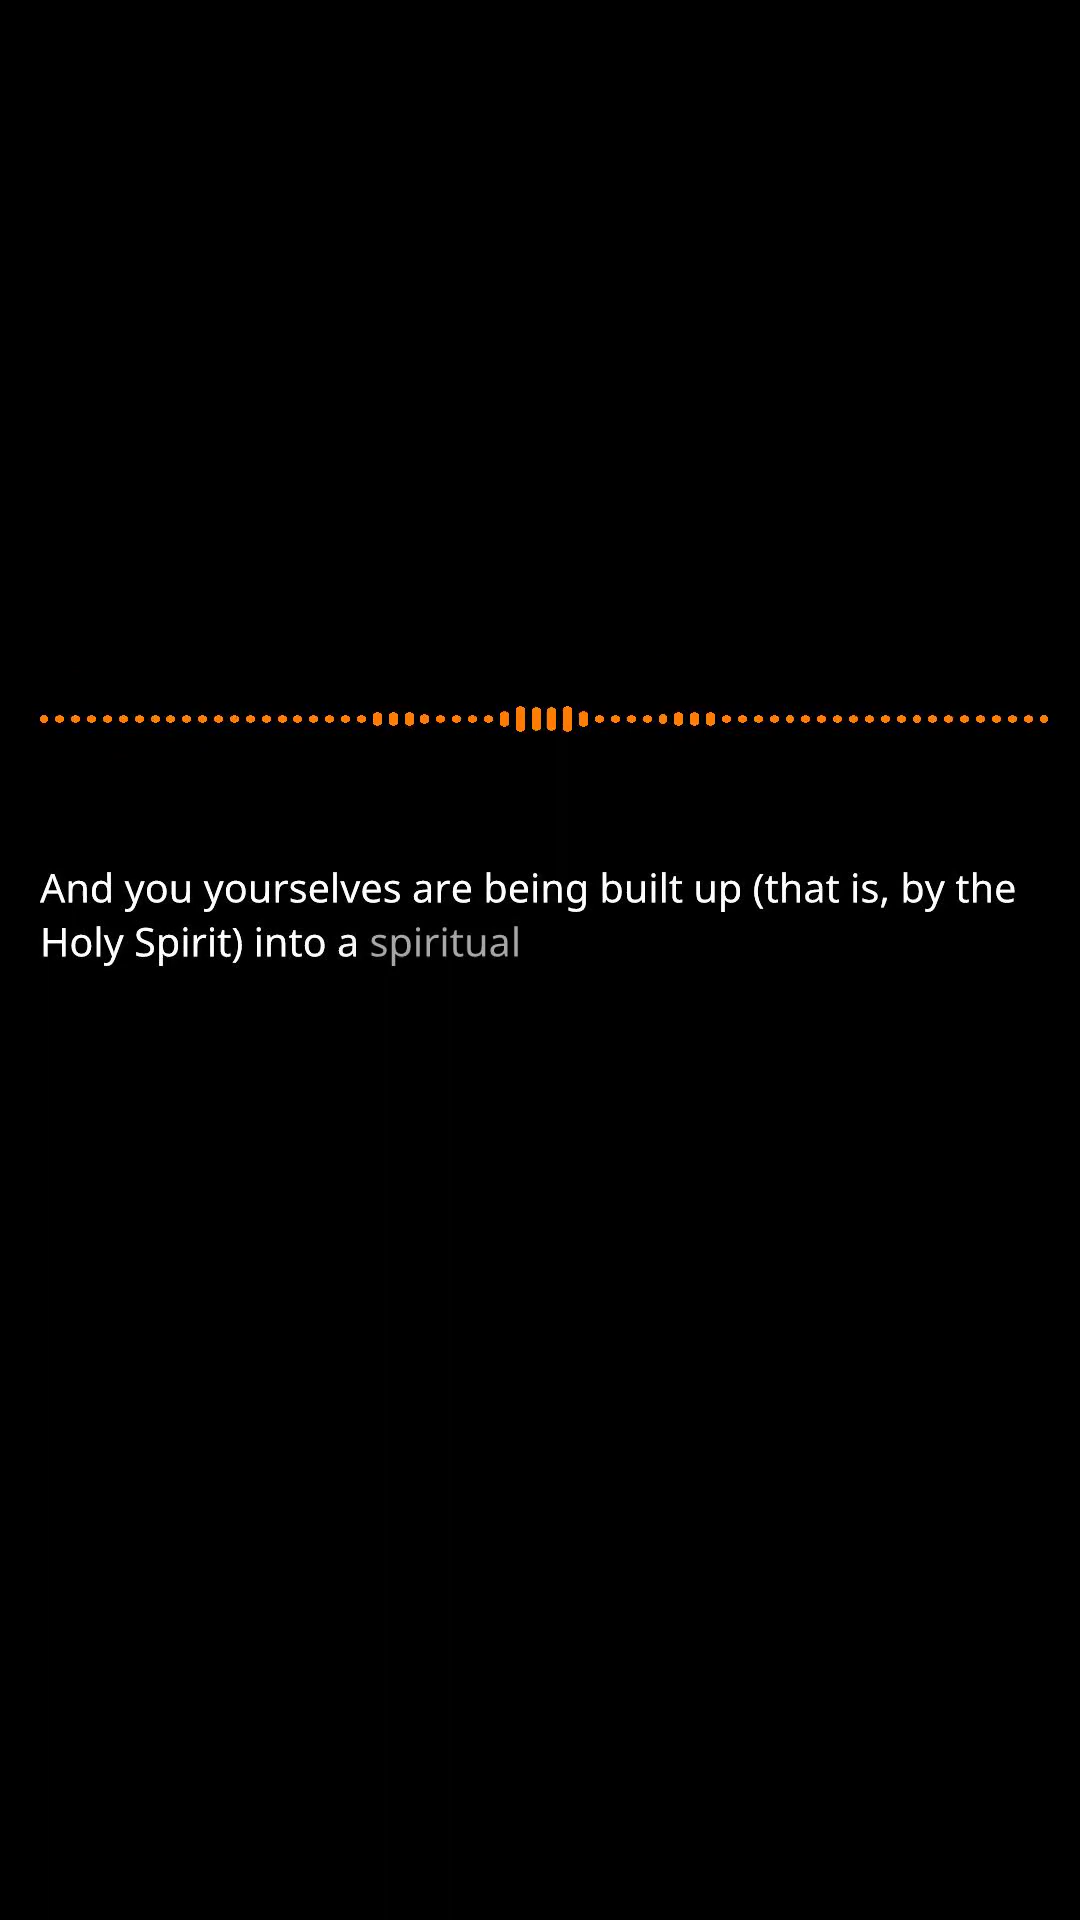 And you yourselves are being built up (that is, by the
Holy Spirit) into a spiritual